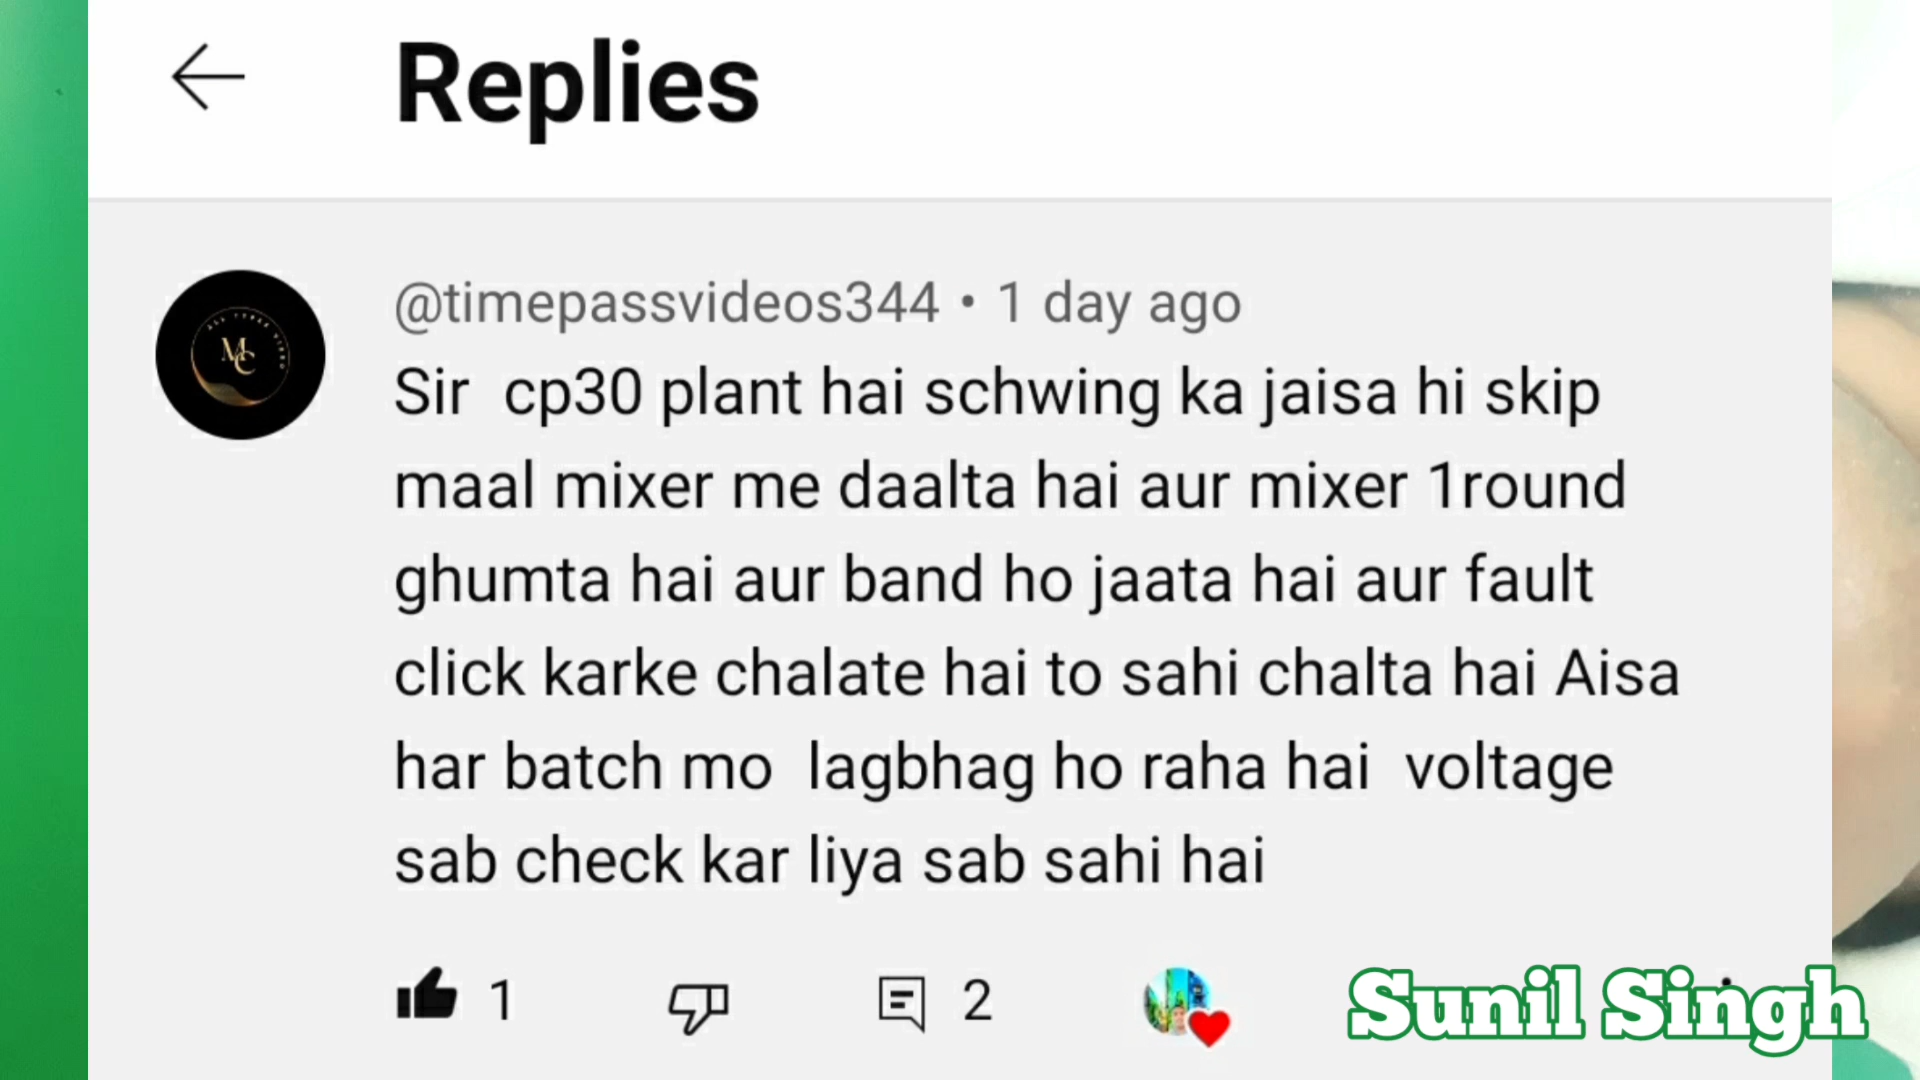 Replies
MC
@timepassvideos344 • 1 day ago
Sir cp30 plant hai schwing ka jaisa hi skip
maal mixer me daalta hai aur mixer 1round
ghumta hai aur band ho jaata hai aur fault
click karke chalate hai to sahi chalta hai Aisa
har batch mo lagbhag ho raha hai voltage
sab check kar liya sab sahi hai
1
2
Sunil Singh